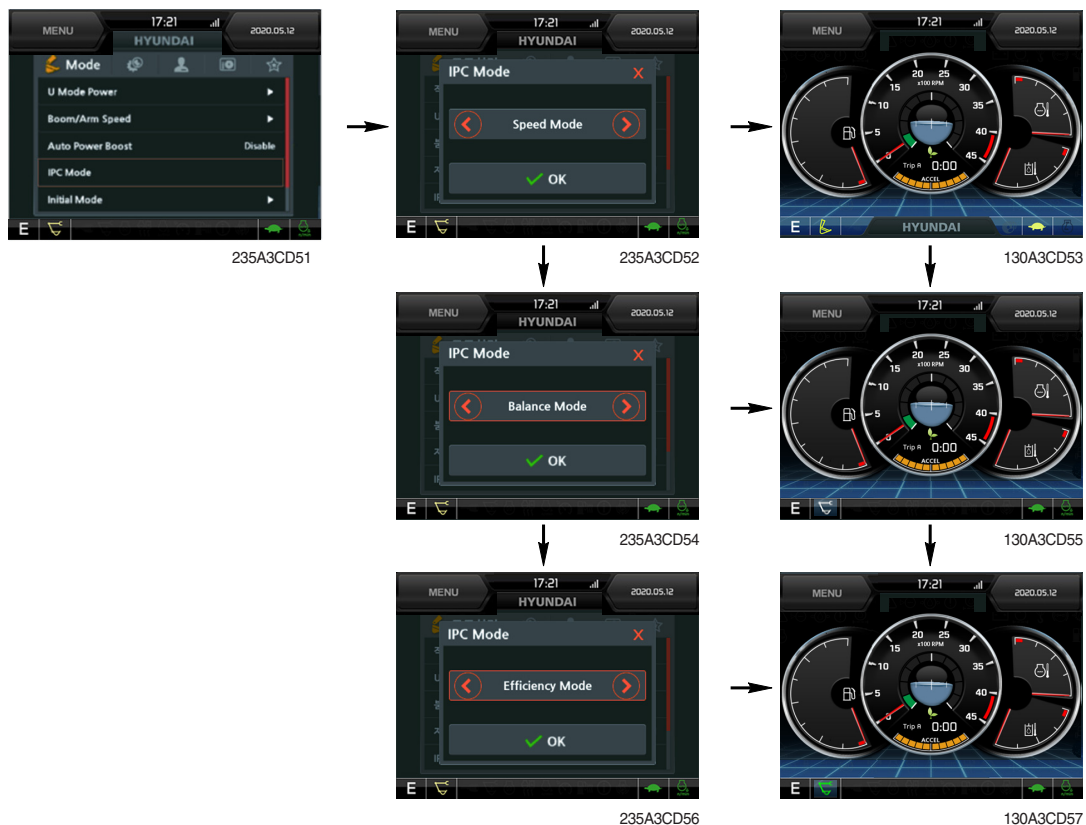 MENU 17:21 2020.05.12
HYUNDAI
Mode
U Mode Power
Boom/Arm Speed
Auto Power Boost Disable
IPC Mode
Initial Mode
E
235A3CD51
MENU 17:21 2020.05.12
HYUNDAI
IPC Mode X
Speed Mode
OK
E
235A3CD52
MENU 17:21 2020.05.12
20 25
x100 RPM
15 30
10 35
5 40
0 45
Trip A 0:00
ACCEL
E HYUNDAI
130A3CD53
MENU 17:21 2020.05.12
HYUNDAI
IPC Mode X
Balance Mode
OK
E
235A3CD54
MENU 17:21 2020.05.12
20 25
x100 RPM
15 30
10 35
5 40
0 45
Trip A 0:00
ACCEL
E
130A3CD55
MENU 17:21 2020.05.12
HYUNDAI
IPC Mode X
Efficiency Mode
OK
E
235A3CD56
MENU 17:21 2020.05.12
20 25
x100 RPM
15 30
10 35
5 40
0 45
Trip A 0:00
ACCEL
E
130A3CD57